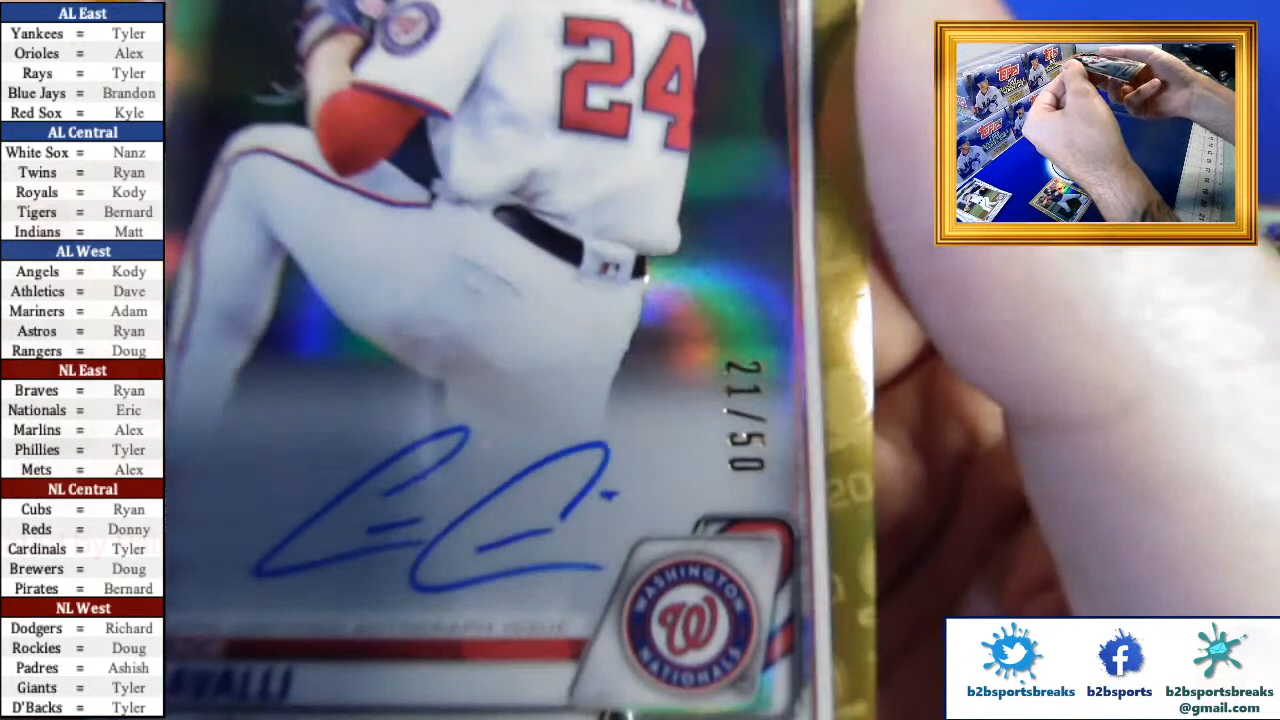 AL East
Yankees = Tyler
Orioles = Alex
Rays = Tyler
Blue Jays = Brandon
Red Sox = Kyle
AL Central
White Sox = Nanz
Twins = Ryan
Royals = Kody
Tigers = Bernard
Indians = Matt
AL West
Angels = Kody
Athletics = Dave
Mariners = Adam
Astros = Ryan
Rangers = Doug
NL East
Braves = Ryan
Nationals = Eric
Marlins = Alex
Phillies = Tyler
Mets = Alex
NL Central
Cubs = Ryan
Reds = Donny
Cardinals = Tyler
Brewers = Doug
Pirates = Bernard
NL West
Dodgers = Richard
Rockies = Doug
Padres = Ashish
Giants = Tyler
D'Backs = Tyler
24
21/50
WASHINGTON
W
NATIONALS
Topps
Topps
b2bsportsbreaks
b2bsports
b2bsportsbreaks
@gmail.com